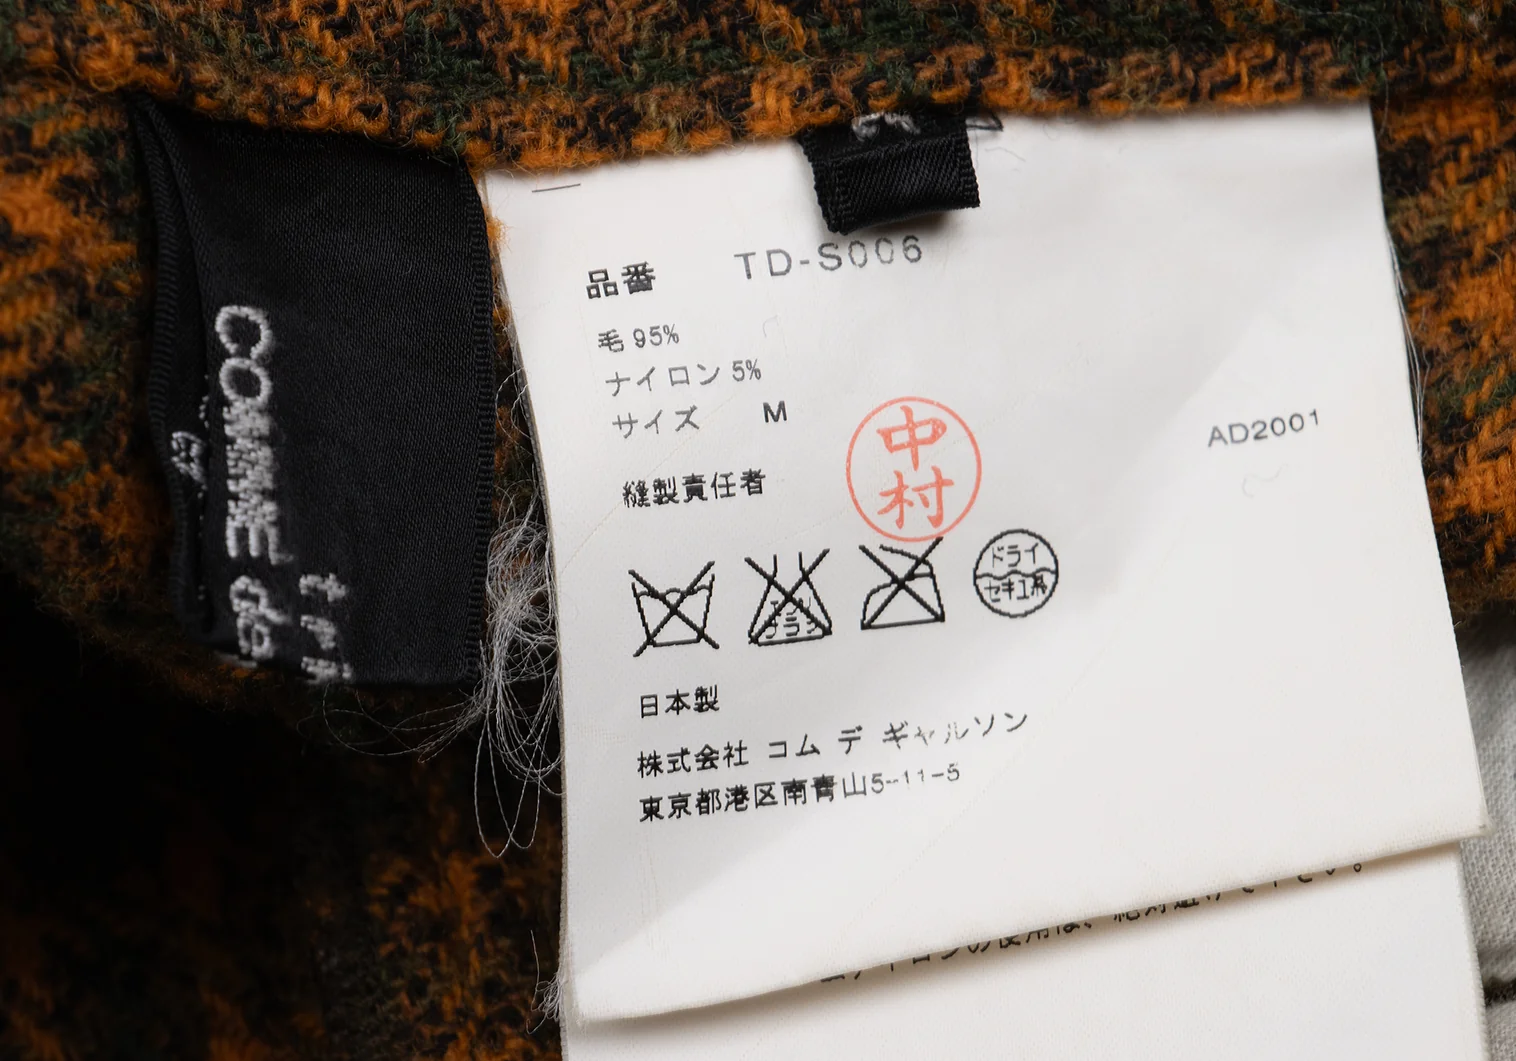 COMME de
tri
品番 TD-S006
毛 95%
ナイロン 5%
サイズ M
AD2001
縫製責任者
中村
ドライ
セキユ系
日本製
株式会社 コム デ ギャルソン
東京都港区南青山5-11-5